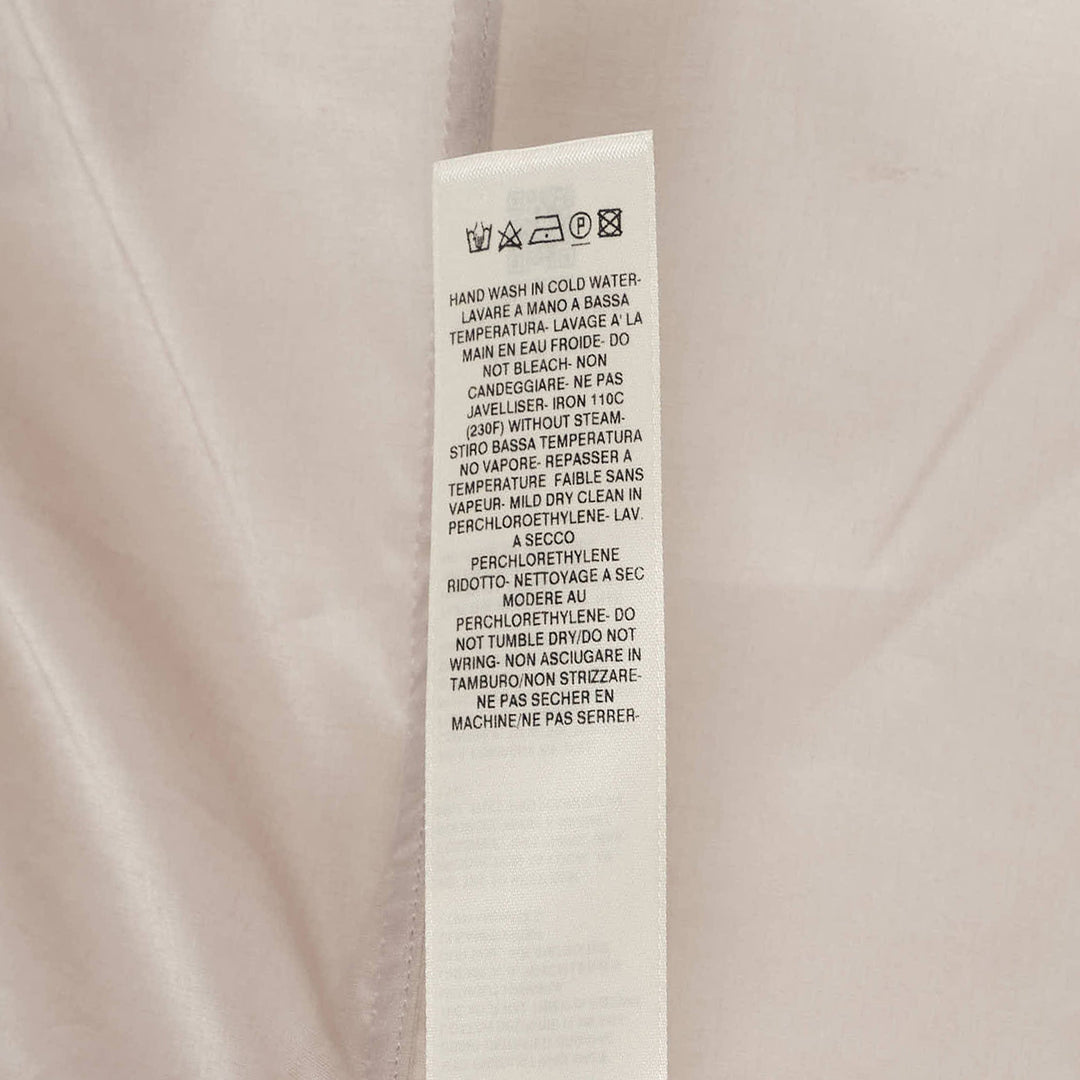 P
HAND WASH IN COLD WATER-
LAVARE A MANO A BASSA
TEMPERATURA- LAVAGE A' LA
MAIN EN EAU FROIDE- DO
NOT BLEACH- NON
CANDEGGIARE- NE PAS
JAVELLISER- IRON 110C
(230F) WITHOUT STEAM-
STIRO BASSA TEMPERATURA
NO VAPORE- REPASSER A
TEMPERATURE FAIBLE SANS
VAPEUR- MILD DRY CLEAN IN
PERCHLOROETHYLENE- LAV.
A SECCO
PERCHLORETHYLENE
RIDOTTO- NETTOYAGE A SEC
MODERE AU
PERCHLORETHYLENE- DO
NOT TUMBLE DRY/DO NOT
WRING- NON ASCIUGARE IN
TAMBURO/NON STRIZZARE-
NE PAS SECHER EN
MACHINE/NE PAS SERRER-